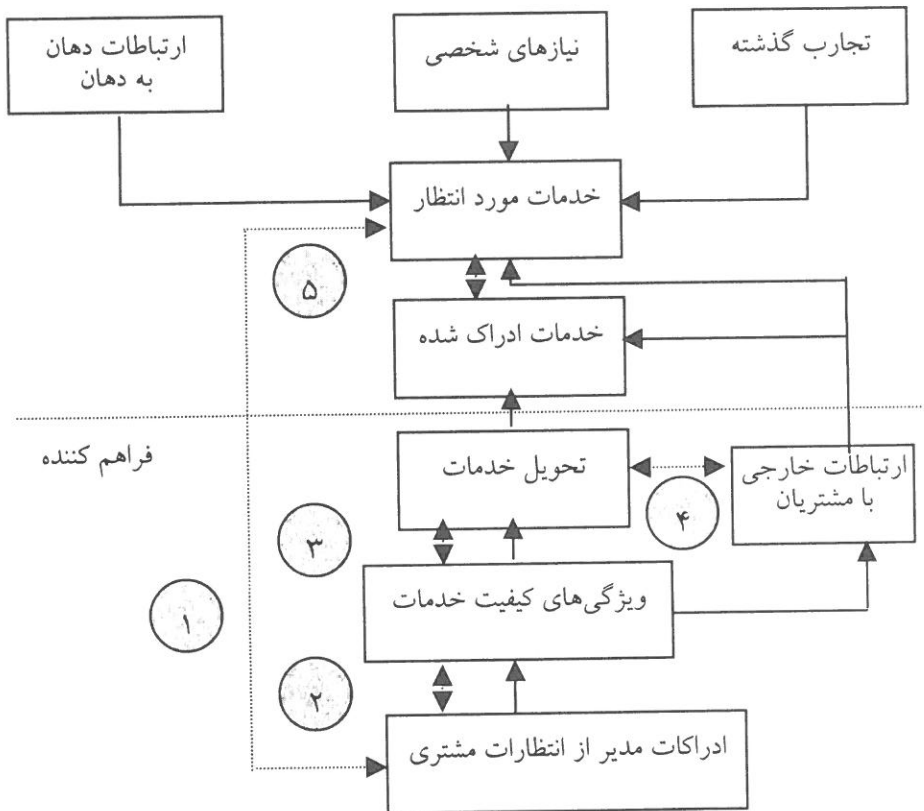 تجارب گذشته
نیازهای شخصی
ارتباطات دهان
به دهان
خدمات مورد انتظار
۵
خدمات ادراک شده
فراهم کننده
تحویل خدمات
ارتباطات خارجی
با مشتریان
۴
۳
ویژگی‌های کیفیت خدمات
۱
۲
ادراکات مدیر از انتظارات مشتری